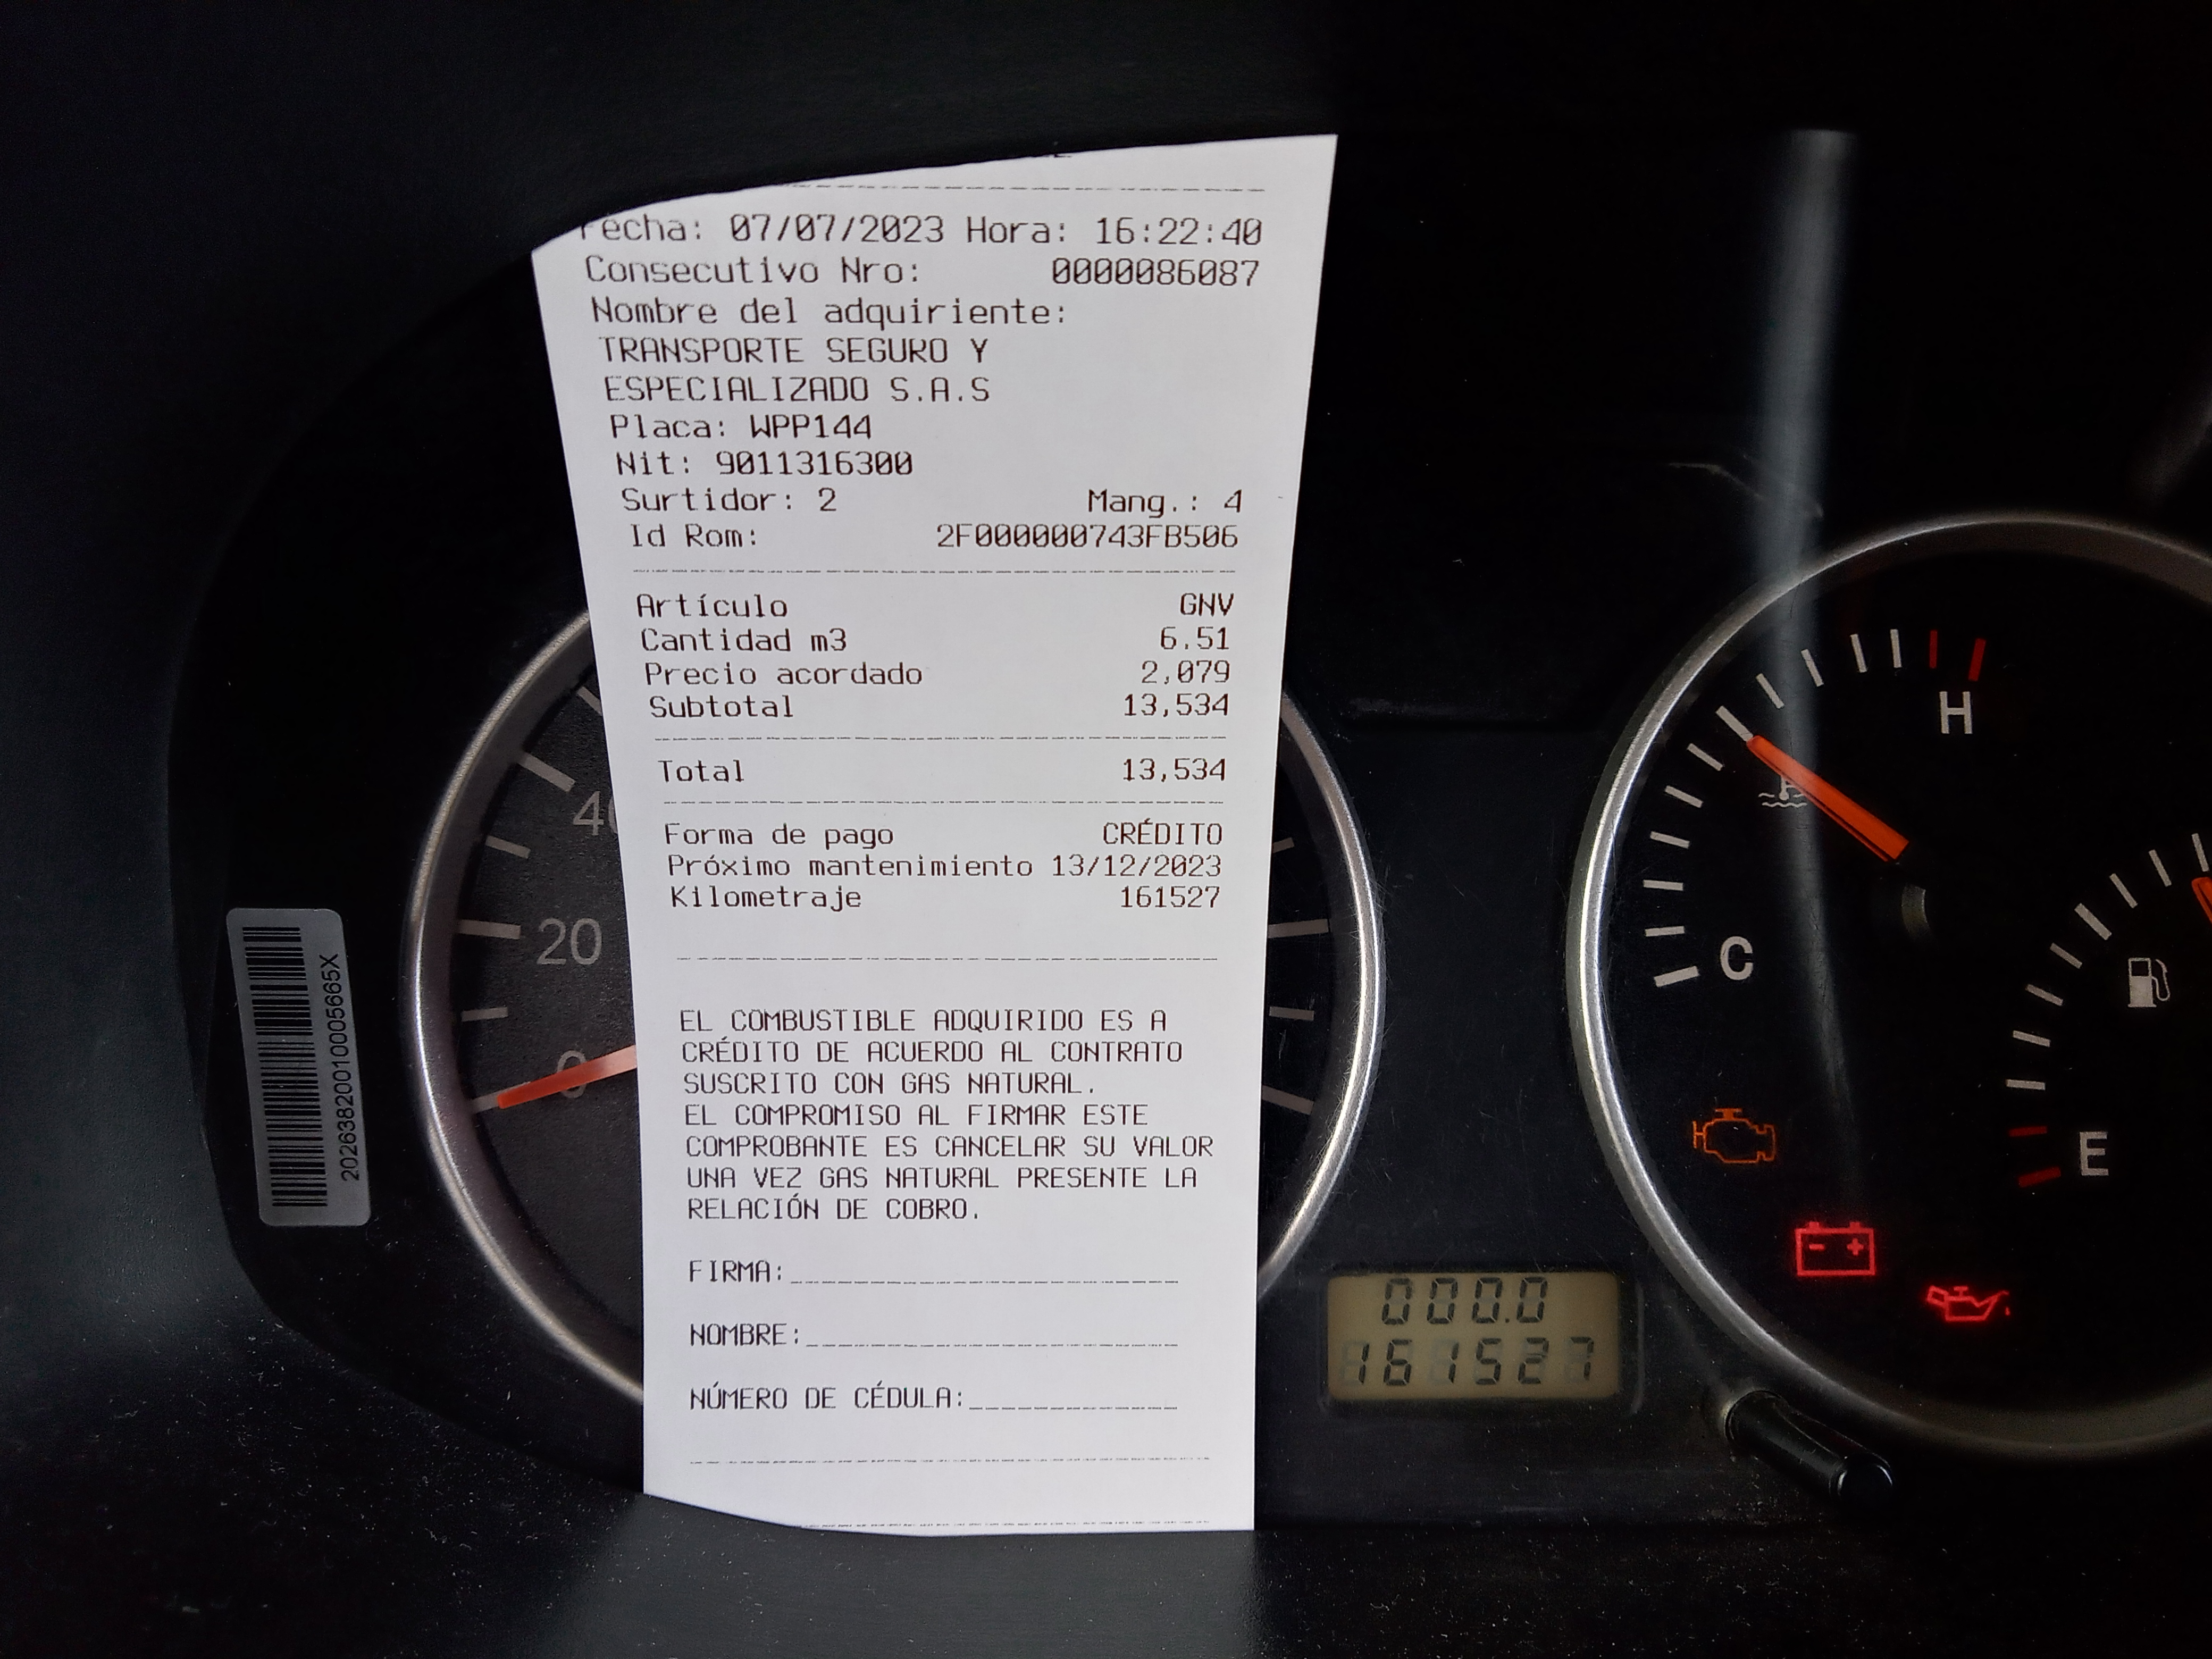 Fecha: 07/07/2023 Hora: 16:22:40
Consecutivo Nro: 0000086087
Nombre del adquiriente:
TRANSPORTE SEGURO Y
ESPECIALIZADO S.A.S
Placa: WPP144
Nit: 9011316300
Surtidor: 2 Mang.: 4
Id Rom: 2F000000743FB506
Artículo GNV
Cantidad m3 6.51
Precio acordado 2,079
Subtotal 13,534
Total 13,534
Forma de pago CRÉDITO
Próximo mantenimiento 13/12/2023
Kilometraje 161527
EL COMBUSTIBLE ADQUIRIDO ES A
CRÉDITO DE ACUERDO AL CONTRATO
SUSCRITO CON GAS NATURAL.
EL COMPROMISO AL FIRMAR ESTE
COMPROBANTE ES CANCELAR SU VALOR
UNA VEZ GAS NATURAL PRESENTE LA
RELACIÓN DE COBRO.
FIRMA:
NOMBRE:
NÚMERO DE CÉDULA:
40
20
0
20263820010005665X
H
C
E
000.0
161527